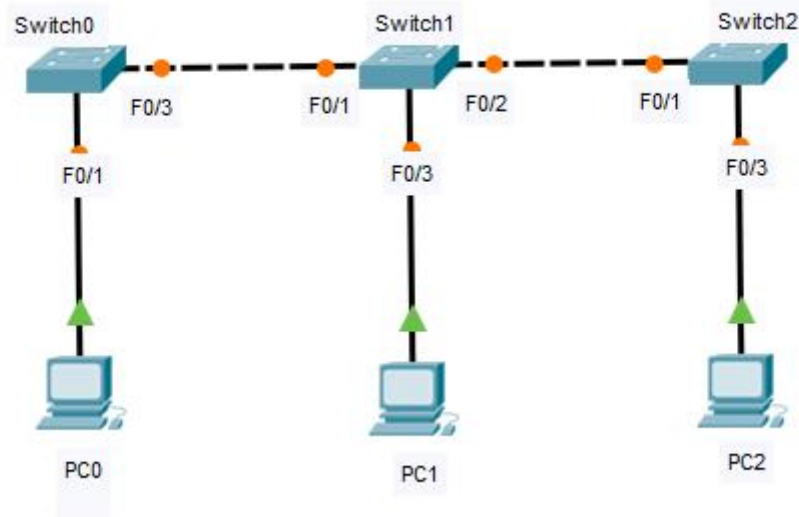 Switch0
Switch1
Switch2
F0/3
F0/1
F0/2
F0/1
F0/1
F0/3
F0/3
PC0
PC1
PC2